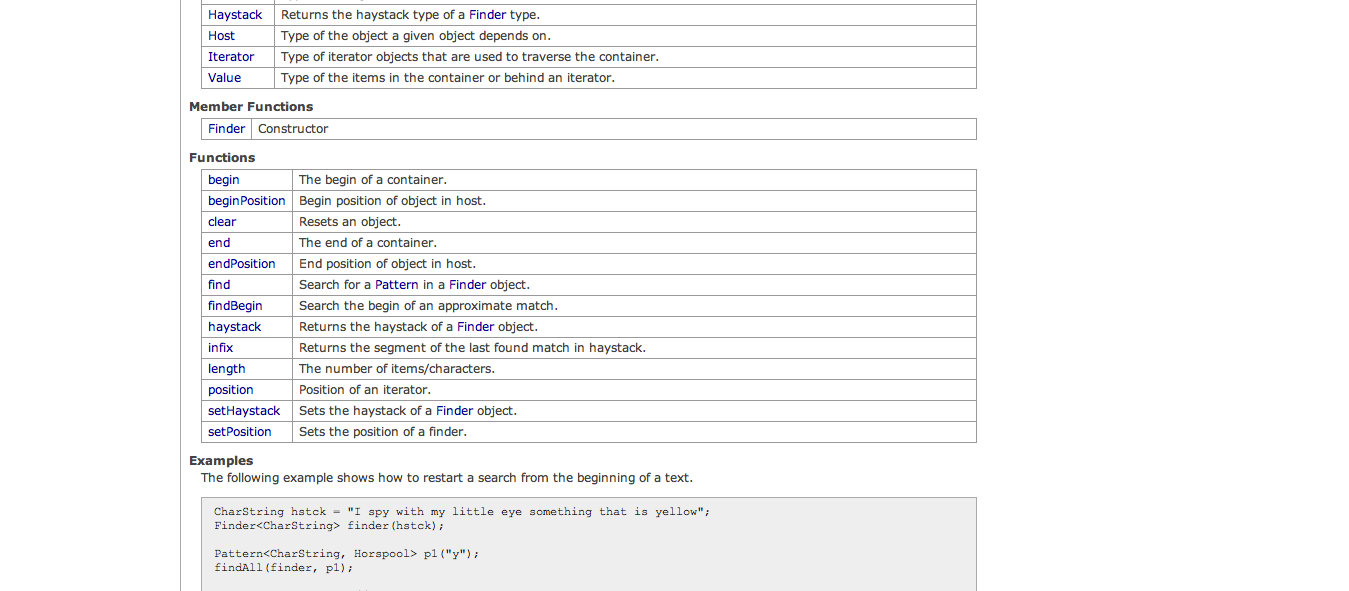 Haystack Returns the haystack type of a Finder type.
Host Type of the object a given object depends on.
Iterator Type of iterator objects that are used to traverse the container.
Value Type of the items in the container or behind an iterator.
Member Functions
Finder Constructor
Functions
begin The begin of a container.
beginPosition Begin position of object in host.
clear Resets an object.
end The end of a container.
endPosition End position of object in host.
find Search for a Pattern in a Finder object.
findBegin Search the begin of an approximate match.
haystack Returns the haystack of a Finder object.
infix Returns the segment of the last found match in haystack.
length The number of items/characters.
position Position of an iterator.
setHaystack Sets the haystack of a Finder object.
setPosition Sets the position of a finder.
Examples
The following example shows how to restart a search from the beginning of a text.
CharString hstck = "I spy with my little eye something that is yellow";
Finder<CharString> finder(hstck);
Pattern<CharString, Horspool> p1("y");
findAll(finder, p1);